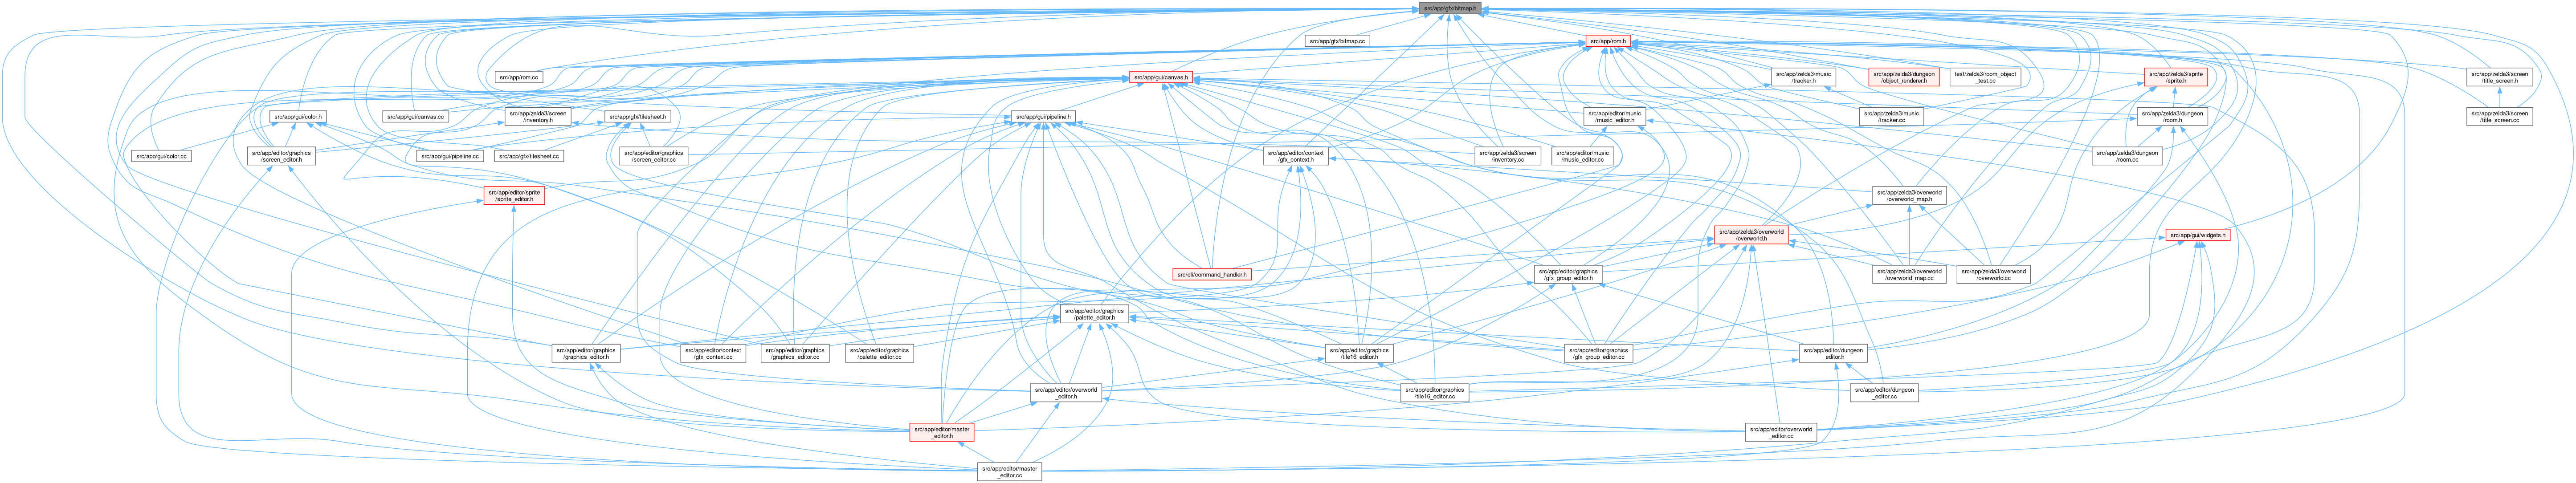 src/app/gfx/bitmap.h
src/app/gfx/bitmap.cc
src/app/rom.h
src/app/rom.cc
src/app/gui/canvas.h
src/app/zelda3/music
/tracker.h
src/app/zelda3/dungeon
/object_renderer.h
test/zelda3/room_object
_test.cc
src/app/zelda3/sprite
/sprite.h
src/app/zelda3/screen
/title_screen.h
src/app/gui/color.h
src/app/gui/canvas.cc
src/app/zelda3/screen
/inventory.h
src/app/gfx/tilesheet.h
src/app/gui/pipeline.h
src/app/editor/music
/music_editor.h
src/app/zelda3/music
/tracker.cc
src/app/zelda3/dungeon
/room.h
src/app/zelda3/screen
/title_screen.cc
src/app/gui/color.cc
src/app/editor/graphics
/screen_editor.h
src/app/gui/pipeline.cc
src/app/gfx/tilesheet.cc
src/app/editor/graphics
/screen_editor.cc
src/app/editor/context
/gfx_context.h
src/app/zelda3/screen
/inventory.cc
src/app/editor/music
/music_editor.cc
src/app/zelda3/dungeon
/room.cc
src/app/editor/sprite
/sprite_editor.h
src/app/zelda3/overworld
/overworld_map.h
src/app/zelda3/overworld
/overworld.h
src/app/gui/widgets.h
src/cli/command_handler.h
src/app/editor/graphics
/gfx_group_editor.h
src/app/zelda3/overworld
/overworld_map.cc
src/app/zelda3/overworld
/overworld.cc
src/app/editor/graphics
/palette_editor.h
src/app/editor/graphics
/graphics_editor.h
src/app/editor/context
/gfx_context.cc
src/app/editor/graphics
/graphics_editor.cc
src/app/editor/graphics
/palette_editor.cc
src/app/editor/graphics
/tile16_editor.h
src/app/editor/graphics
/gfx_group_editor.cc
src/app/editor/dungeon
_editor.h
src/app/editor/overworld
_editor.h
src/app/editor/graphics
/tile16_editor.cc
src/app/editor/dungeon
_editor.cc
src/app/editor/master
_editor.h
src/app/editor/overworld
_editor.cc
src/app/editor/master
_editor.cc